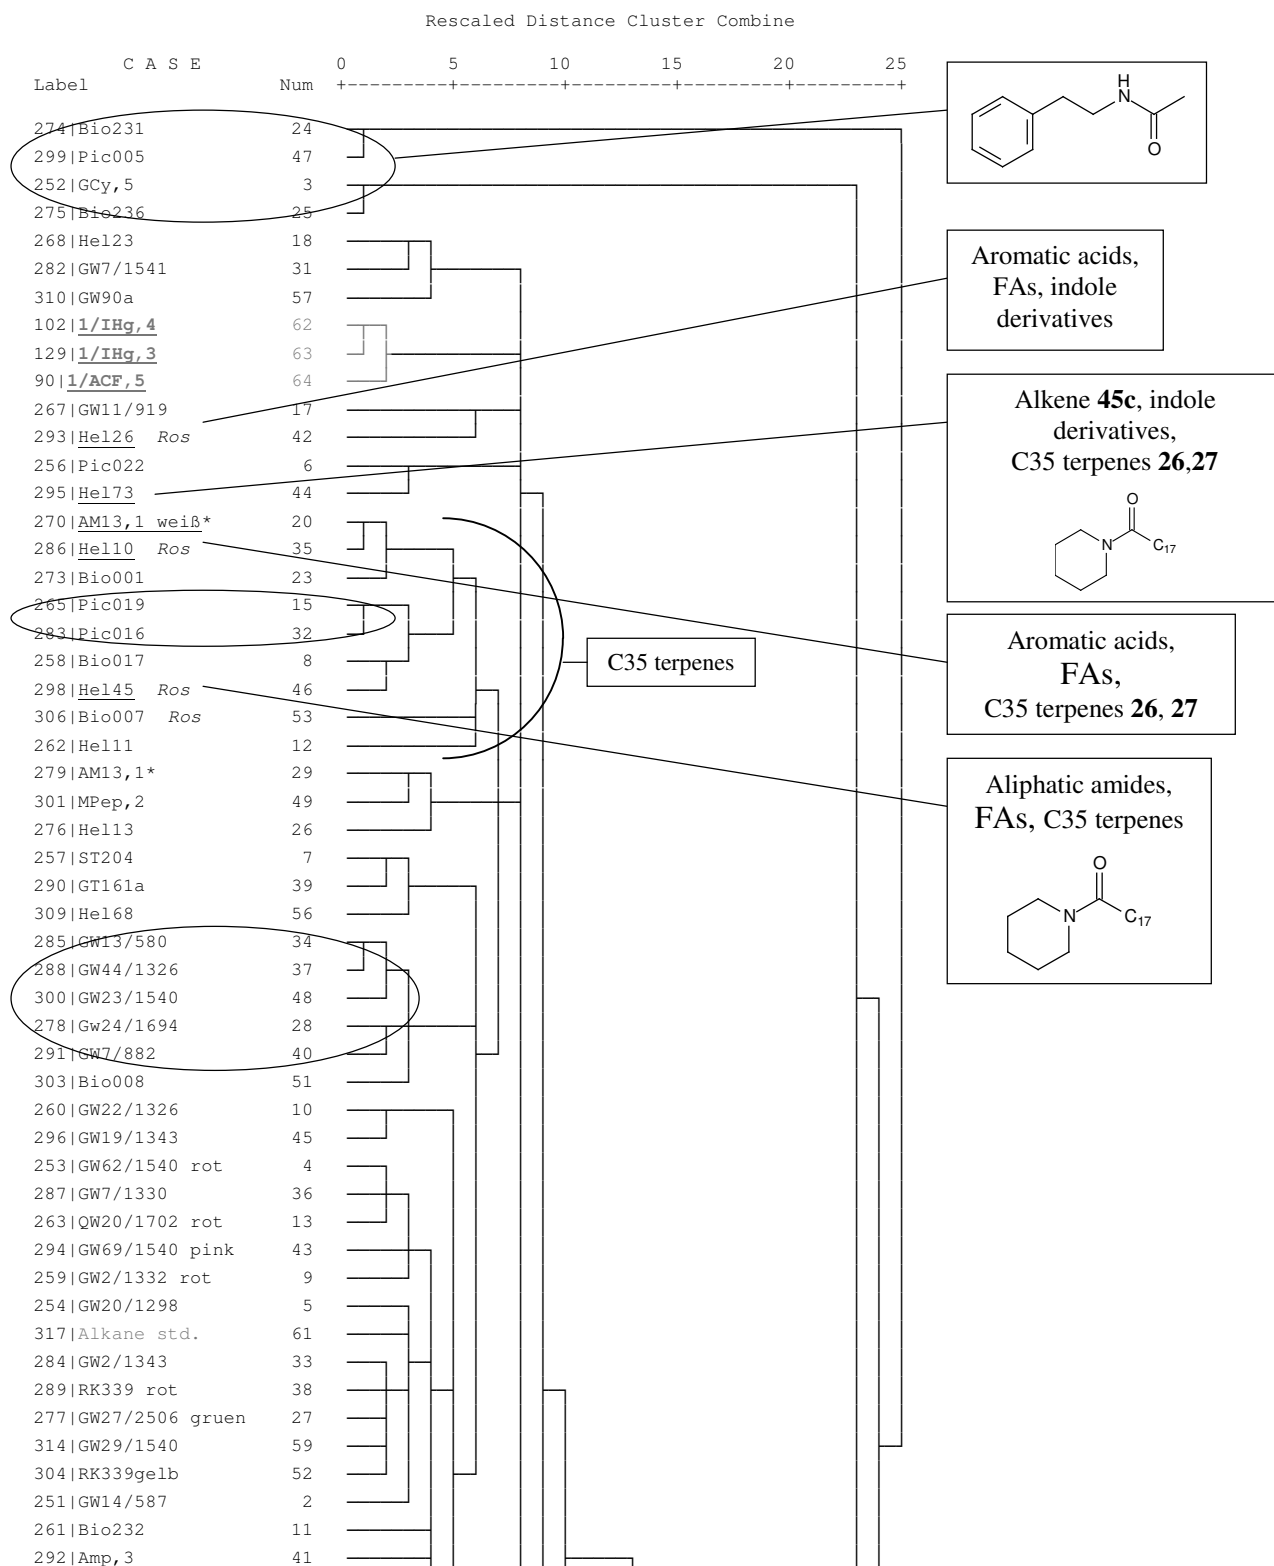 Rescaled Distance Cluster Combine
C A S E 0 5 10 15 20 25
Label Num +---------+---------+---------+---------+---------+
274|Bio231 24
299|Pic005 47
252|GCy,5 3
275|Bio236 25
268|Hel23 18
282|GW7/1541 31
310|GW90a 57
102|1/IHg,4 62
129|1/IHg,3 63
90|1/ACF,5 64
267|GW11/919 17
293|Hel26 Ros 42
256|Pic022 6
295|Hel73 44
270|AM13,1 weiß* 20
286|Hel10 Ros 35
273|Bio001 23
265|Pic019 15
283|Pic016 32
258|Bio017 8
298|Hel45 Ros 46
306|Bio007 Ros 53
262|Hel11 12
279|AM13,1* 29
301|MPep,2 49
276|Hel13 26
257|ST204 7
290|GT161a 39
309|Hel68 56
285|GW13/580 34
288|GW44/1326 37
300|GW23/1540 48
278|Gw24/1694 28
291|GW7/882 40
303|Bio008 51
260|GW22/1326 10
296|GW19/1343 45
253|GW62/1540 rot 4
287|GW7/1330 36
263|QW20/1702 rot 13
294|GW69/1540 pink 43
259|GW2/1332 rot 9
254|GW20/1298 5
317|Alkane std. 61
284|GW2/1343 33
289|RK339 rot 38
277|GW27/2506 gruen 27
314|GW29/1540 59
304|RK339gelb 52
251|GW14/587 2
261|Bio232 11
292|Amp,3 41
C35 terpenes
H
N
O
Aromatic acids,
FAs, indole
derivatives
Alkene 45c, indole
derivatives,
C35 terpenes 26,27
O
N
C17
Aromatic acids,
FAs,
C35 terpenes 26, 27
Aliphatic amides,
FAs, C35 terpenes
O
N
C17